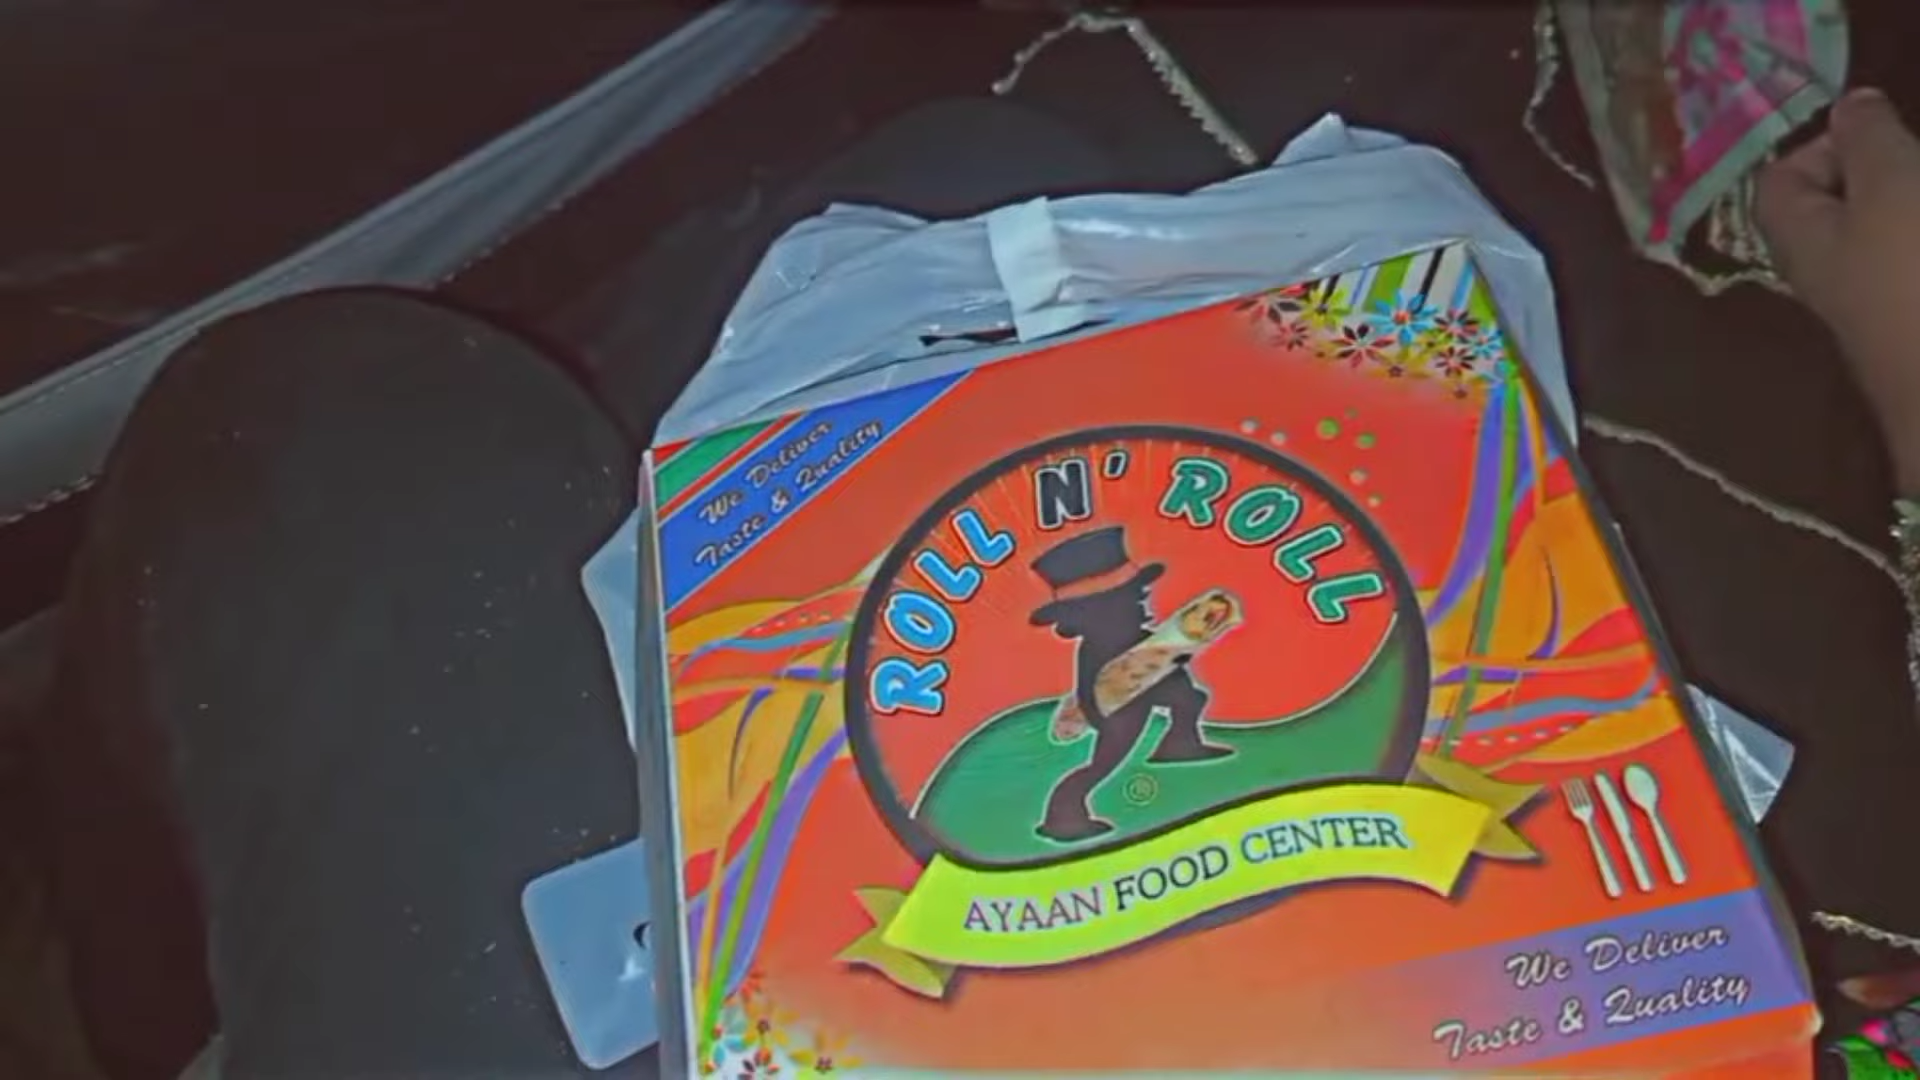 We Deliver
Taste & Quality
ROLL N' ROLL
®
AYAAN FOOD CENTER
We Deliver
Taste & Quality